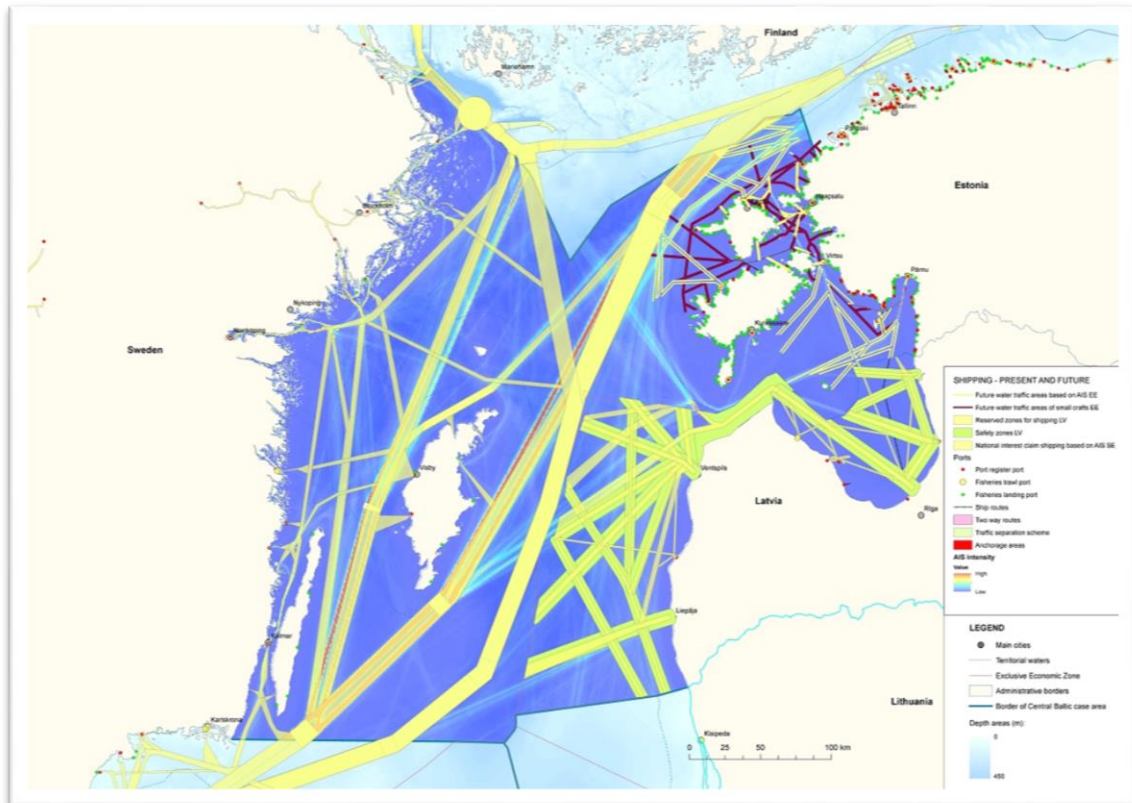 Finland
Mariehamn
Tallinn
Paldiski
Estonia
Haapsalu
Stockholm
Virtsu
Pärnu
Nyköping
Norrköping
Kuressaare
Sweden
Visby
Ventspils
Latvia
Rīga
Liepāja
Kalmar
Karlskrona
Lithuania
Klaipeda
0 25 50 100 km
SHIPPING - PRESENT AND FUTURE
Future water traffic areas based on AIS EE
Future water traffic areas of small crafts EE
Reserved zones for shipping LV
Safety zones LV
National interest claim shipping based on AIS SE
Ports
Port register port
Fisheries trawl port
Fisheries landing port
Ship routes
Two way routes
Traffic separation scheme
Anchorage areas
AIS intensity
Value
High
Low
LEGEND
Main cities
Territorial waters
Exclusive Economic Zone
Administrative borders
Border of Central Baltic case area
Depth areas (m):
0
450